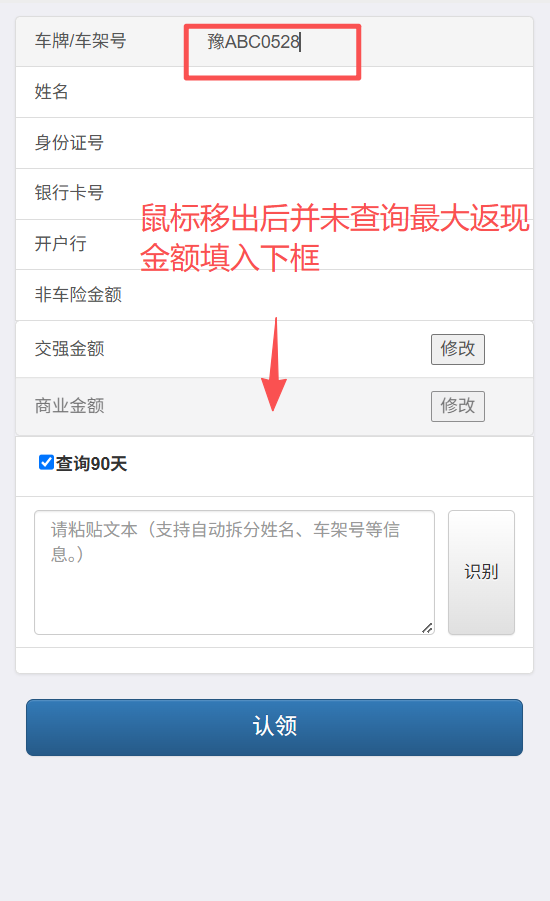 车牌/车架号 豫ABC0528
姓名
身份证号
银行卡号
鼠标移出后并未查询最大返现
开户行
金额填入下框
非车险金额
交强金额 修改
商业金额 修改
查询90天
请粘贴文本（支持自动拆分姓名、车架号等信
息。）
识别
认领